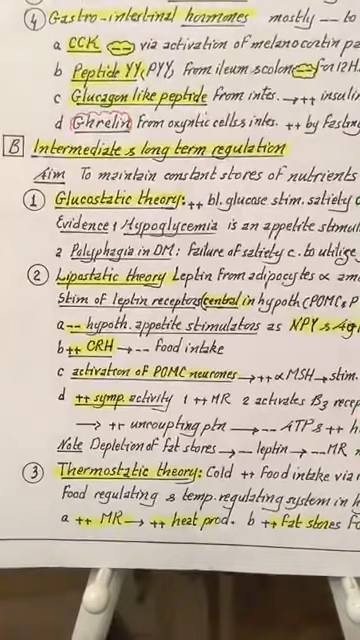 ④ Gastro-intestinal hormones mostly -- to
a CCK -- via activation of melanocortin pa
b Peptide YY, PYY, from ileum & colon -- for 12H.
c Glucagon like peptide from intes. → ++ insulin
d Ghrelin from oxyntic cells & intes. ++ by fasting
B Intermediate & long term regulation
Aim To maintain constant stores of nutrients
① Glucostatic theory: ++ bl. glucose stim. satiety c
Evidence 1 Hypoglycemia is an appetite stimul
2 Polyphagia in DM: failure of satiety c. to utilize
② Lipostatic theory Leptin from adipocytes ∝ am
Stim of leptin receptors central in hypoth (POMC & P
a -- hypoth. appetite stimulators as NPY & Ag
b ++ CRH → -- Food intake
c activation of POMC neurones → ++ αMSH → stim.
d ++ symp. activity 1 ++ MR 2 activates B3 recep
→ ++ uncoupling ptn → -- ATP & ++ h
Note Depletion of fat stores → -- leptin → -- MR
③ Thermostatic theory: Cold ++ food intake via
Food regulating & temp. regulating system in h
a ++ MR → ++ heat prod. b ++ fat stores Fo